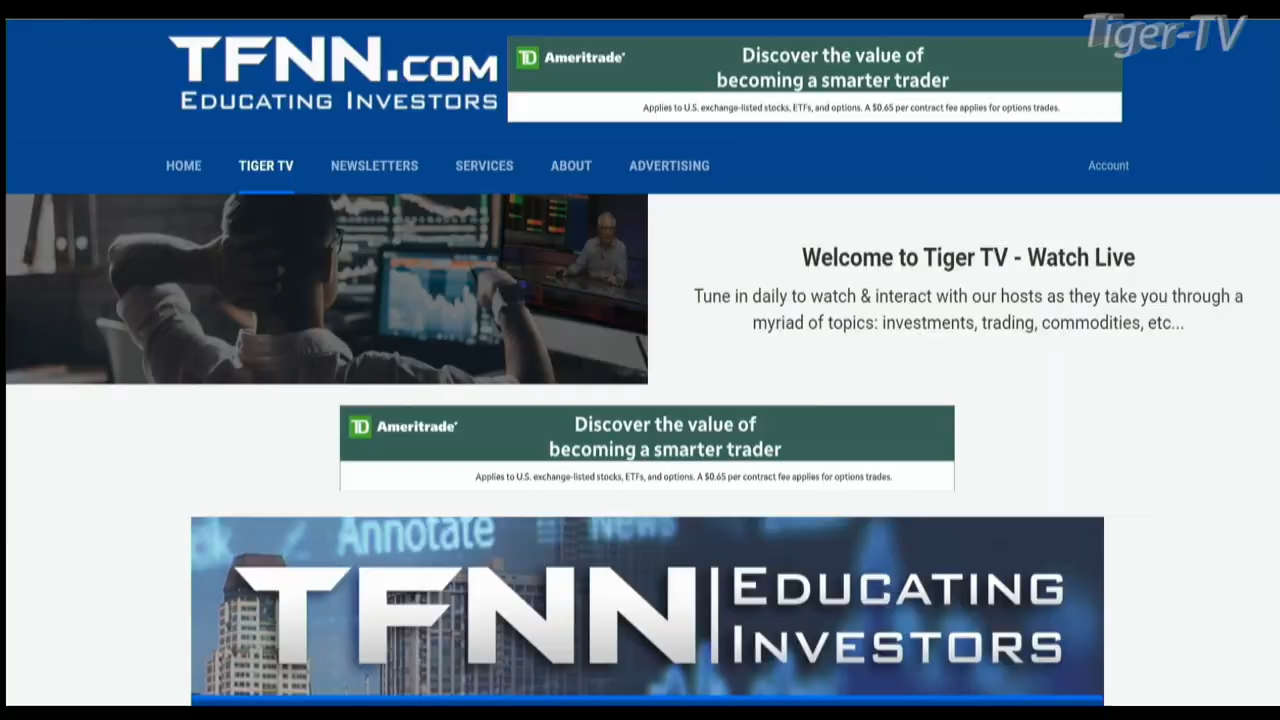 Tiger-TV
TFNN.COM
EDUCATING INVESTORS
TD Ameritrade
Discover the value of
becoming a smarter trader
Applies to U.S. exchange-listed stocks, ETFs, and options. A $0.65 per contract fee applies for options trades.
HOME TIGER TV NEWSLETTERS SERVICES ABOUT ADVERTISING Account
Welcome to Tiger TV - Watch Live
Tune in daily to watch & interact with our hosts as they take you through a
myriad of topics: investments, trading, commodities, etc...
TD Ameritrade
Discover the value of
becoming a smarter trader
Applies to U.S. exchange-listed stocks, ETFs, and options. A $0.65 per contract fee applies for options trades.
Annotate News
TFNN EDUCATING
INVESTORS